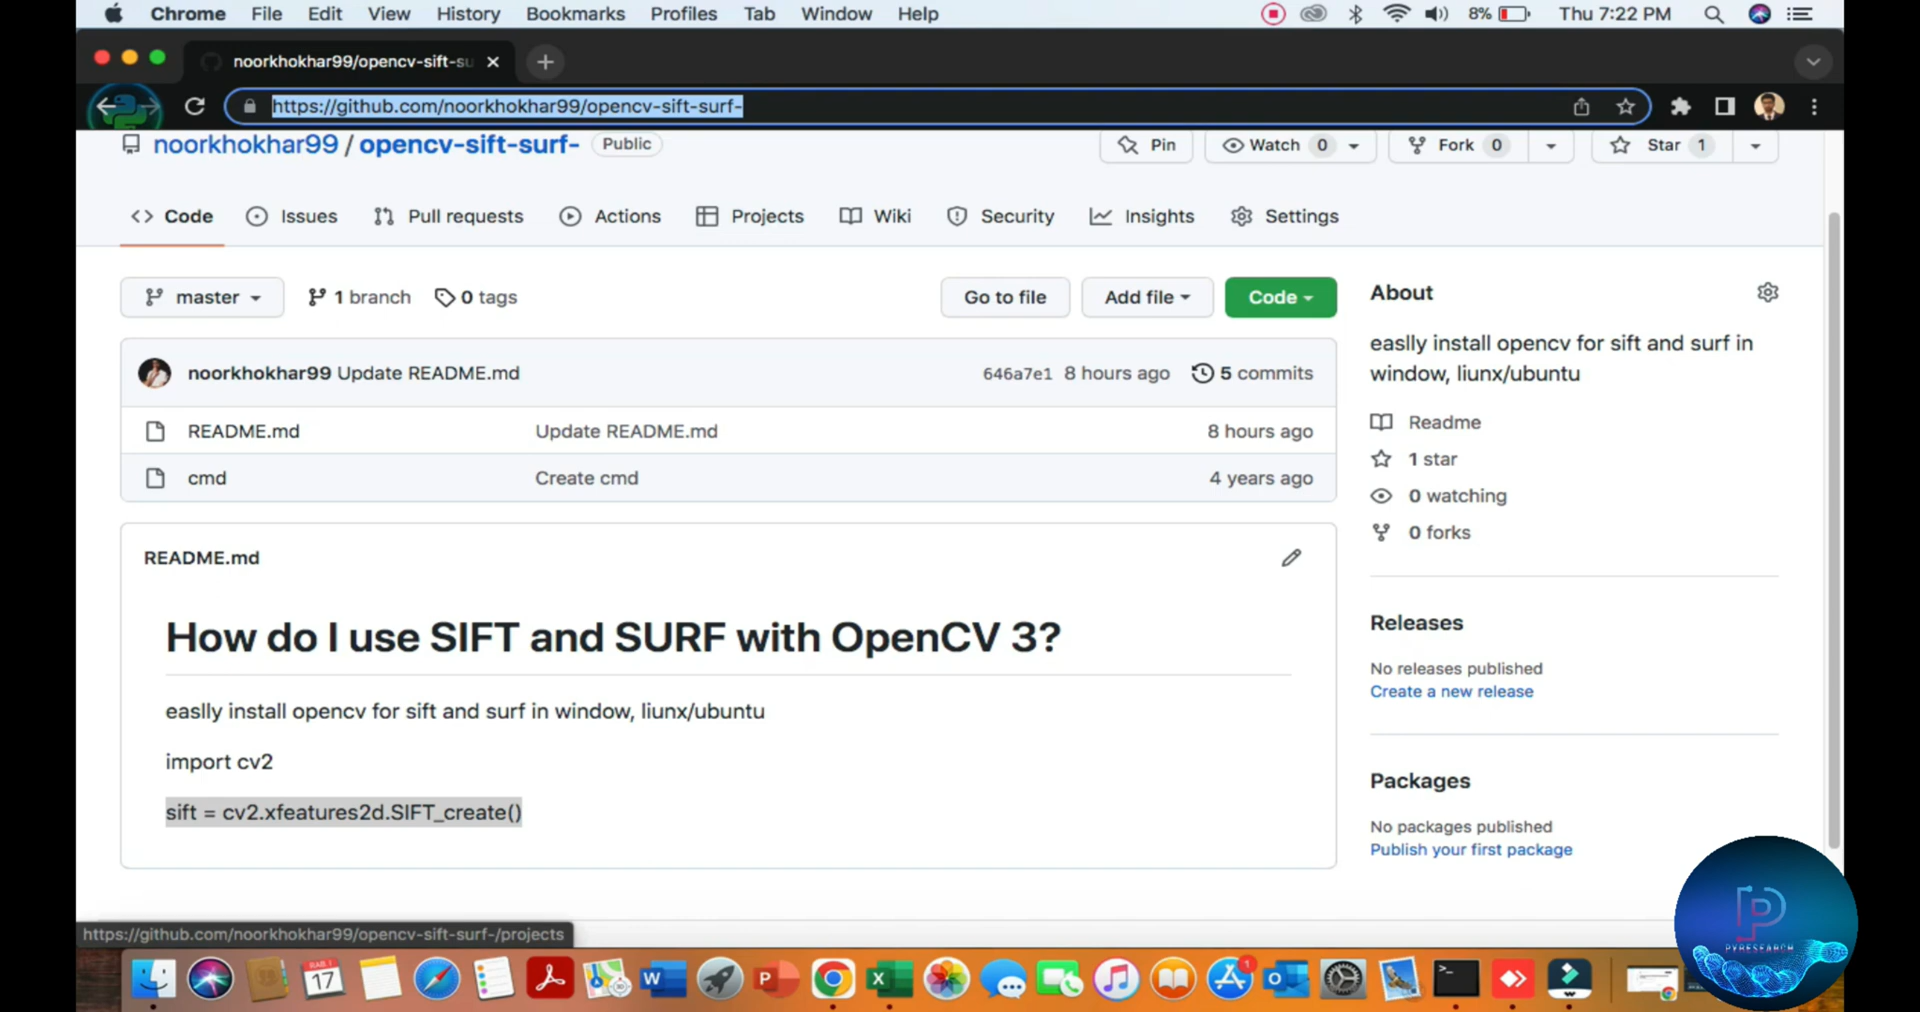 Chrome File Edit View History Bookmarks Profiles Tab Window Help 8% Thu 7:22 PM
noorkhokhar99/opencv-sift-su
https://github.com/noorkhokhar99/opencv-sift-surf-
noorkhokhar99 / opencv-sift-surf- Public Pin Watch 0 Fork 0 Star 1
Code Issues Pull requests Actions Projects Wiki Security Insights Settings
master 1 branch 0 tags Go to file Add file Code
noorkhokhar99 Update README.md 646a7e1 8 hours ago 5 commits
README.md Update README.md 8 hours ago
cmd Create cmd 4 years ago
README.md
How do I use SIFT and SURF with OpenCV 3?
easlly install opencv for sift and surf in window, liunx/ubuntu
import cv2
sift = cv2.xfeatures2d.SIFT_create()
About
easlly install opencv for sift and surf in
window, liunx/ubuntu
Readme
1 star
0 watching
0 forks
Releases
No releases published
Create a new release
Packages
No packages published
Publish your first package
https://github.com/noorkhokhar99/opencv-sift-surf-/projects
PYRESEARCH
17
W
P
X
1